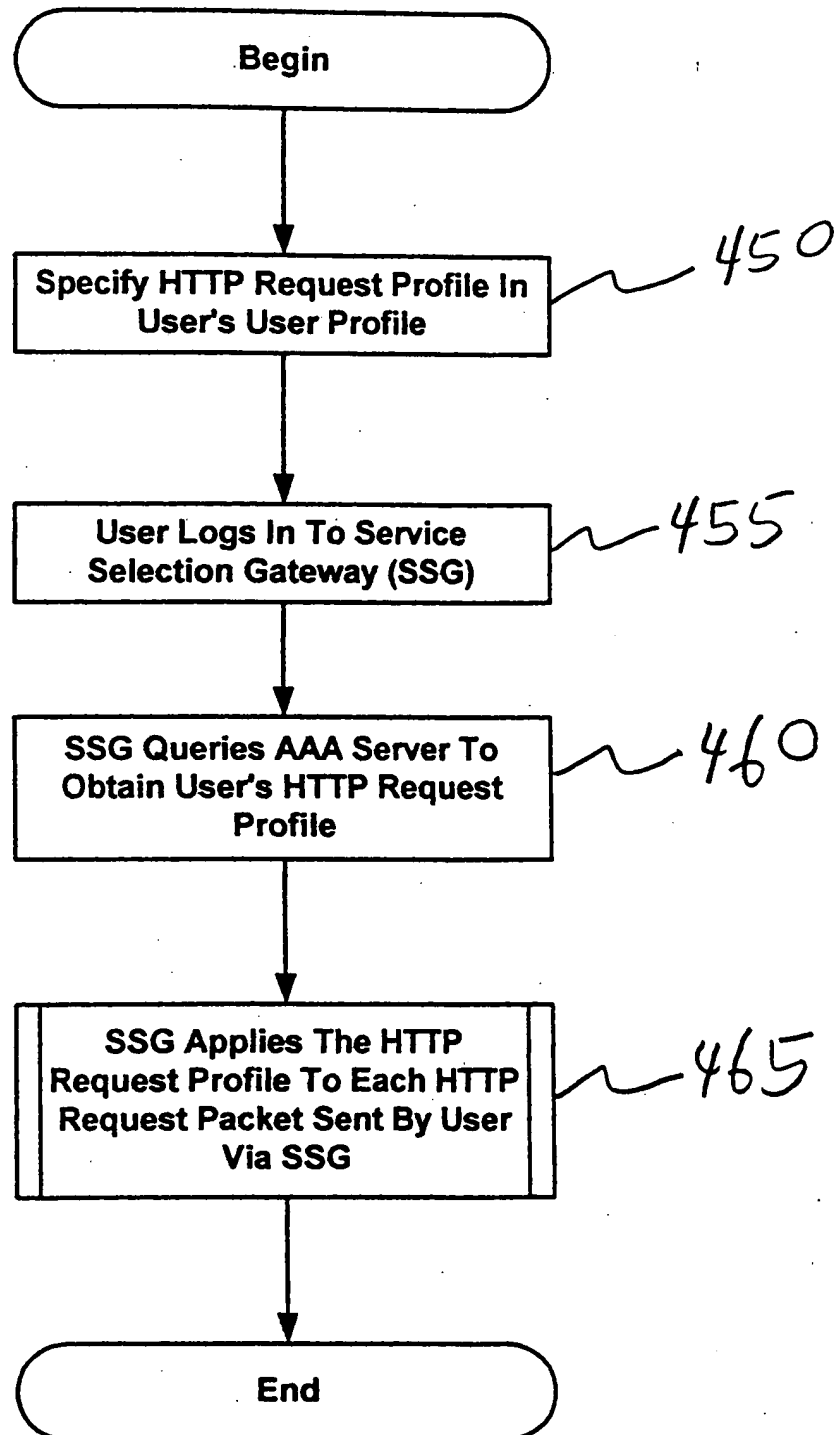 Begin
Specify HTTP Request Profile In
User's User Profile
450
User Logs In To Service
Selection Gateway (SSG)
455
SSG Queries AAA Server To
Obtain User's HTTP Request
Profile
460
SSG Applies The HTTP
Request Profile To Each HTTP
Request Packet Sent By User
Via SSG
465
End